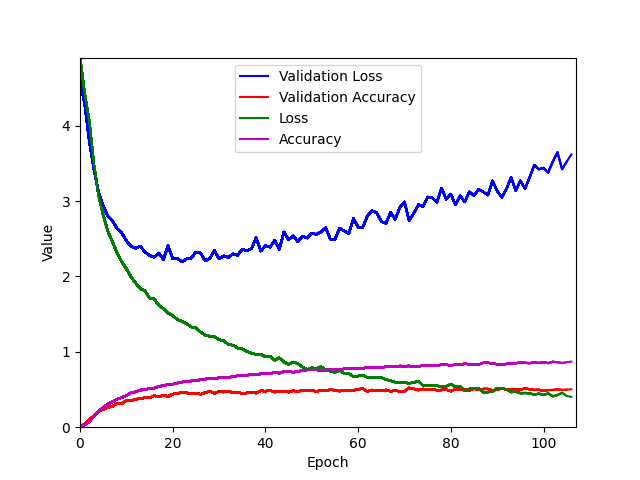 Validation Loss
Validation Accuracy
Loss
Accuracy
4
3
2
1
0
Value
0 20 40 60 80 100
Epoch